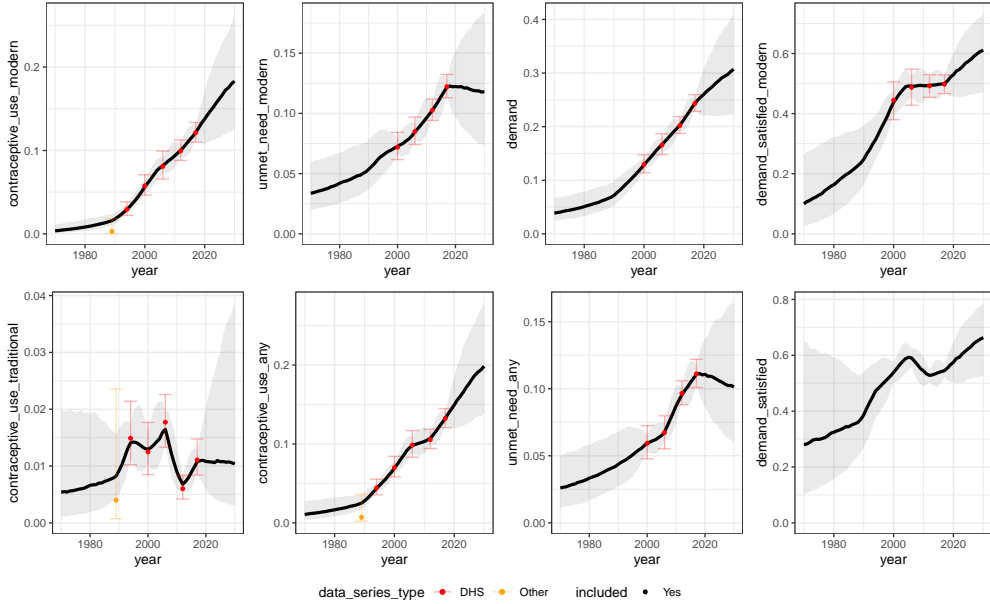 contraceptive_use_modern
0.2
0.1
0.0
1980 2000 2020
year
unmet_need_modern
0.15
0.10
0.05
0.00
1980 2000 2020
year
demand
0.4
0.3
0.2
0.1
0.0
1980 2000 2020
year
demand_satisfied_modern
0.6
0.4
0.2
0.0
1980 2000 2020
year
contraceptive_use_traditional
0.04
0.03
0.02
0.01
0.00
1980 2000 2020
year
contraceptive_use_any
0.2
0.1
0.0
1980 2000 2020
year
unmet_need_any
0.15
0.10
0.05
0.00
1980 2000 2020
year
demand_satisfied
0.8
0.6
0.4
0.2
0.0
1980 2000 2020
year
data_series_type DHS Other included Yes